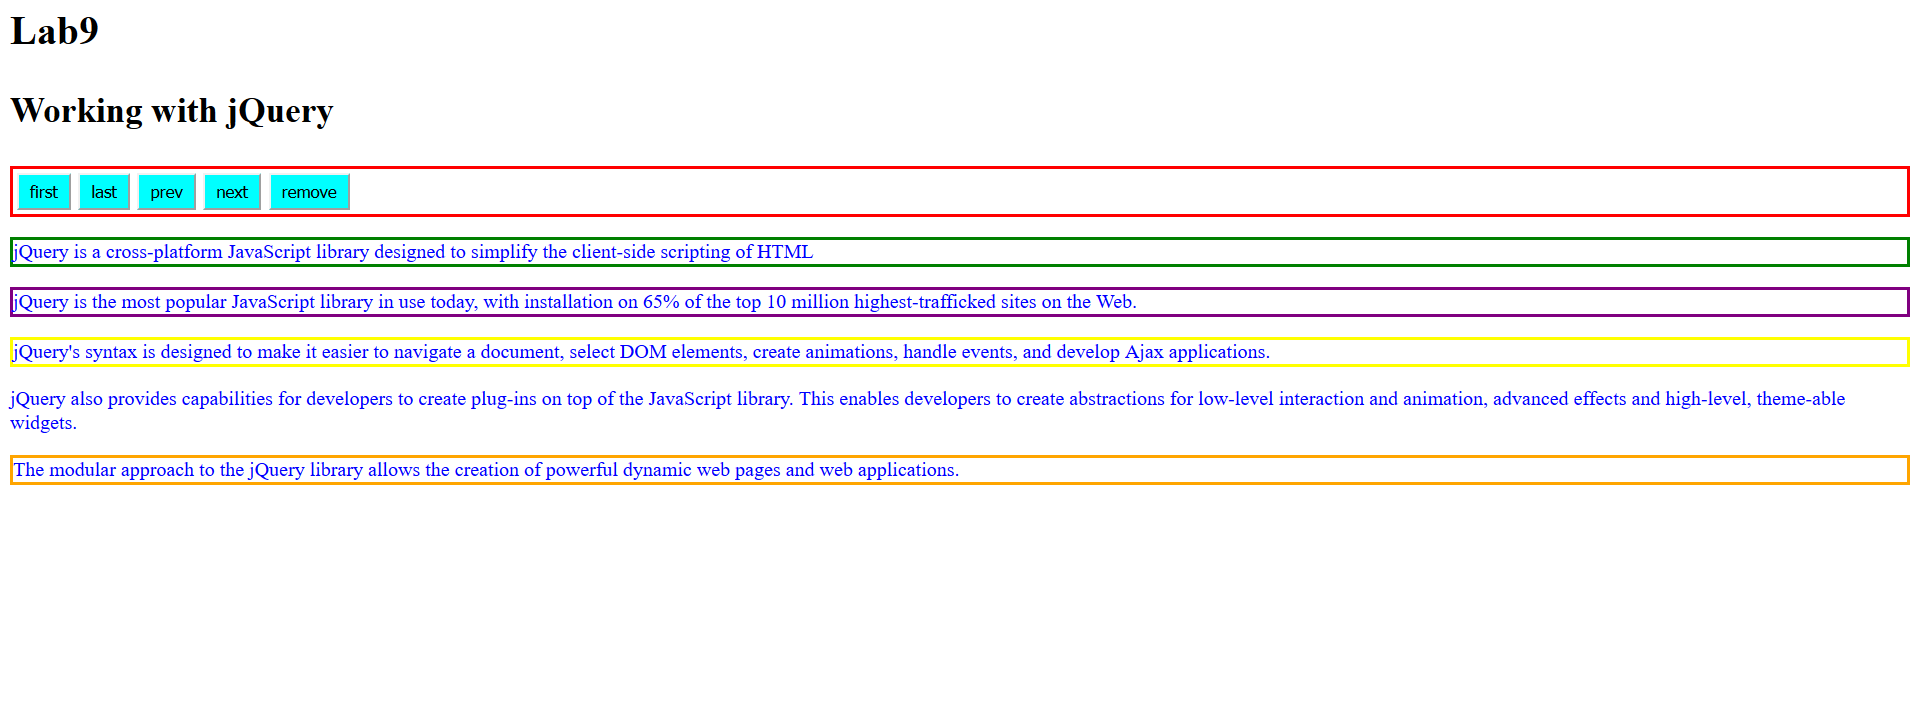 Lab9
Working with jQuery
first last prev next remove
jQuery is a cross-platform JavaScript library designed to simplify the client-side scripting of HTML
jQuery is the most popular JavaScript library in use today, with installation on 65% of the top 10 million highest-trafficked sites on the Web.
jQuery's syntax is designed to make it easier to navigate a document, select DOM elements, create animations, handle events, and develop Ajax applications.
jQuery also provides capabilities for developers to create plug-ins on top of the JavaScript library. This enables developers to create abstractions for low-level interaction and animation, advanced effects and high-level, theme-able
widgets.
The modular approach to the jQuery library allows the creation of powerful dynamic web pages and web applications.